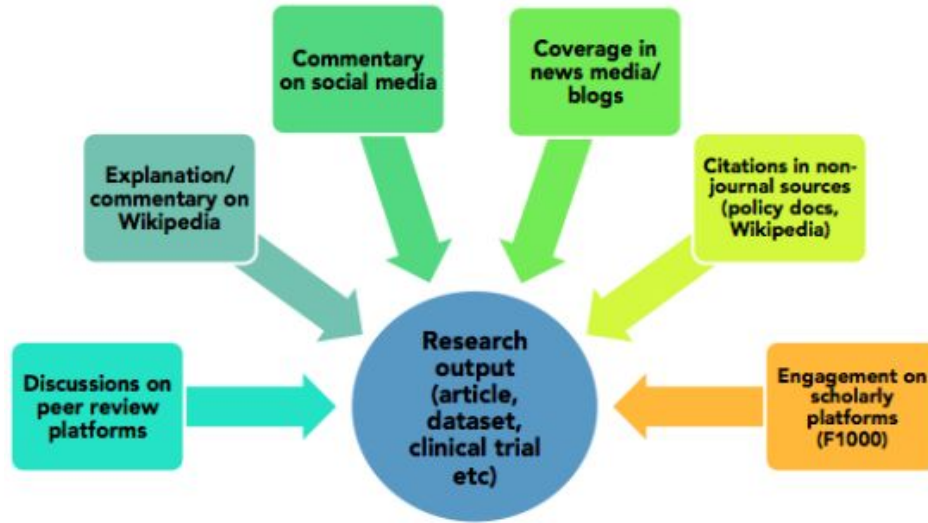 Commentary
on social media
Coverage in
news media/
blogs
Explanation/
commentary on
Wikipedia
Citations in non-
journal sources
(policy docs,
Wikipedia)
Discussions on
peer review
platforms
Research
output
(article,
dataset,
clinical trial
etc)
Engagement on
scholarly
platforms
(F1000)